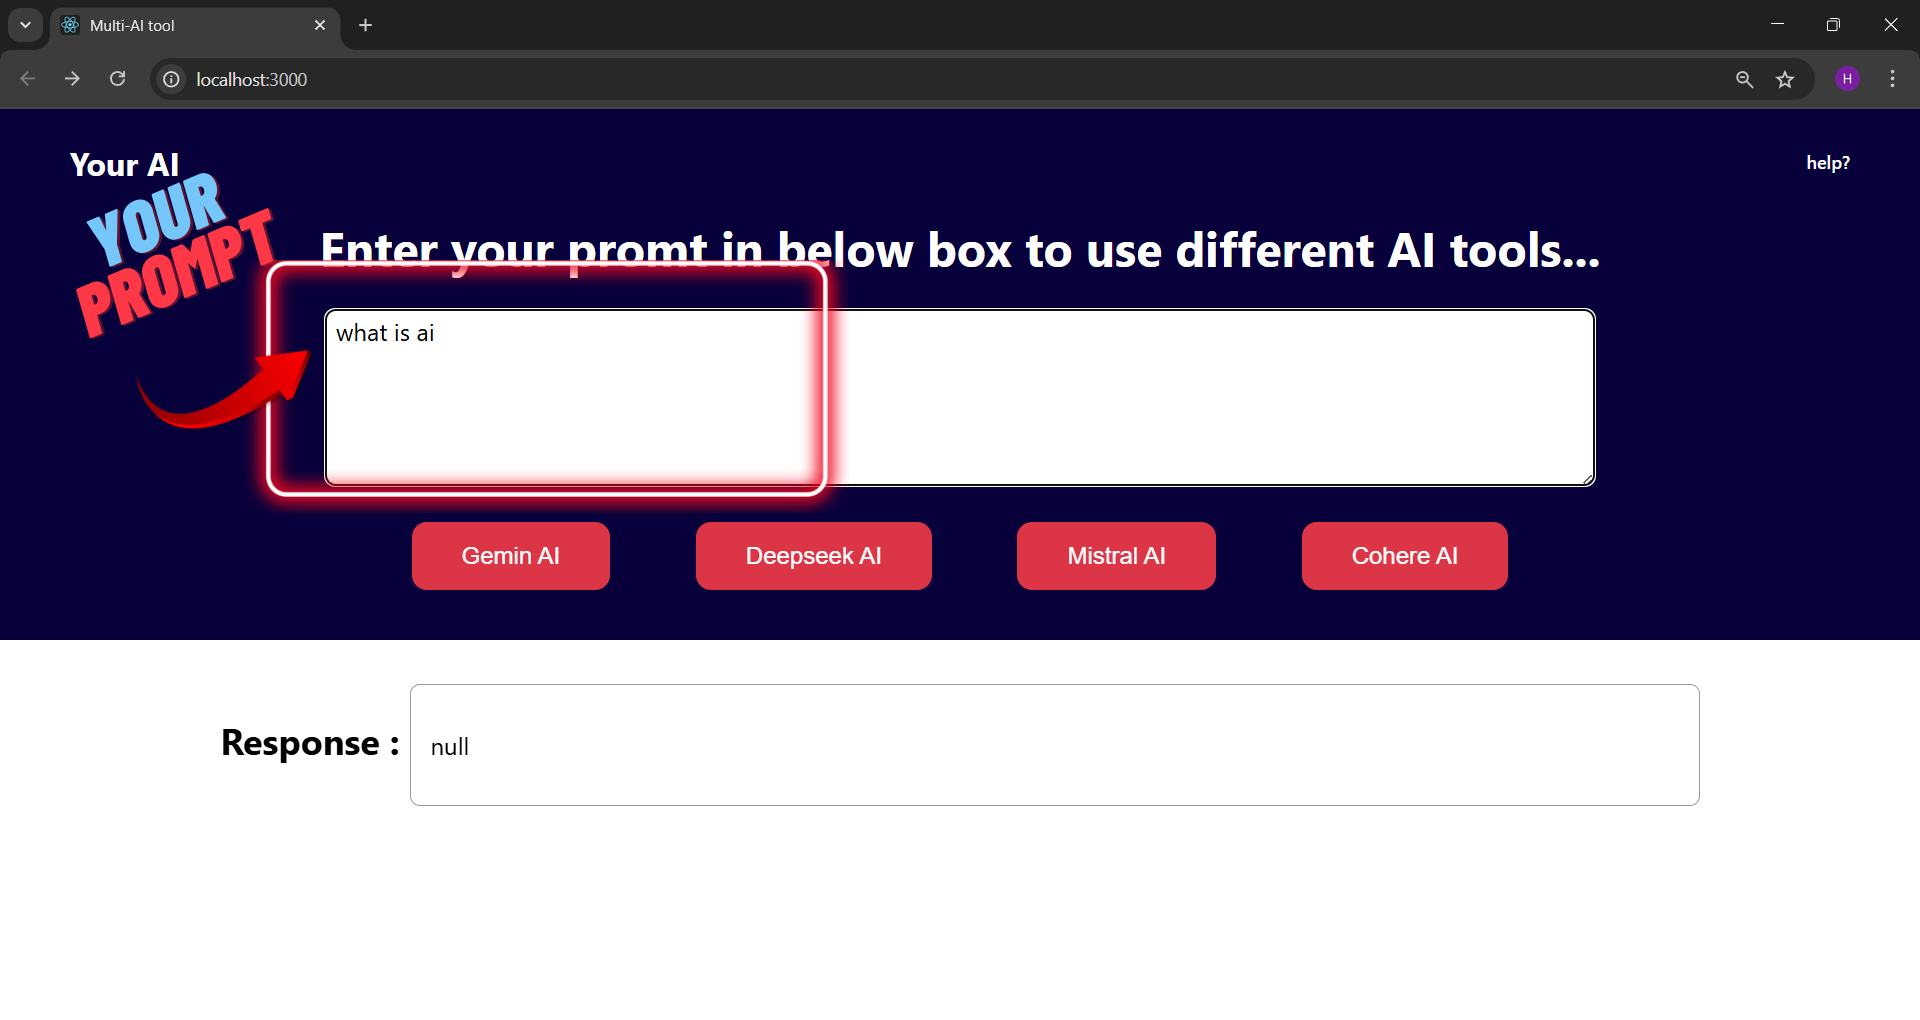 Multi-AI tool
localhost:3000
H
Your AI
help?
YOUR
PROMPT
Enter your promt in below box to use different AI tools...
what is ai
Gemin AI
Deepseek AI
Mistral AI
Cohere AI
Response :
null